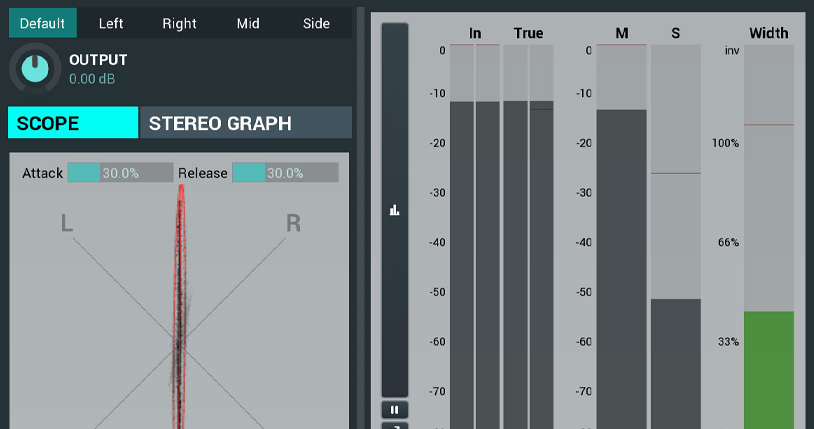 Default Left Right Mid Side
OUTPUT
0.00 dB
SCOPE STEREO GRAPH
Attack 30.0% Release 30.0%
L R
In True M S Width
0 0 inv
-10 -10
-20 -20 100%
-30 -30
-40 -40 66%
-50 -50
-60 -60 33%
-70 -70